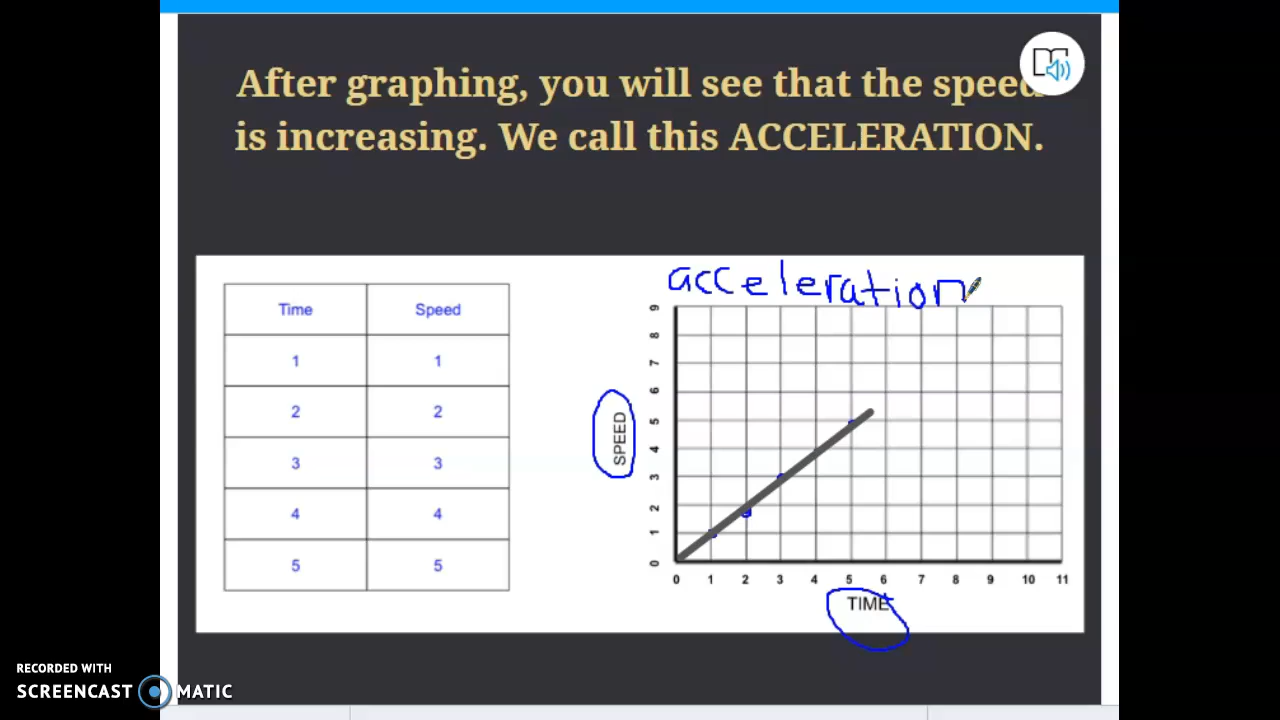 After graphing, you will see that the speed
is increasing. We call this ACCELERATION.
acceleration
Time Speed
1 1
2 2
3 3
4 4
5 5
SPEED
9
8
7
6
5
4
3
2
1
0
0 1 2 3 4 5 6 7 8 9 10 11
TIME
RECORDED WITH
SCREENCAST MATIC